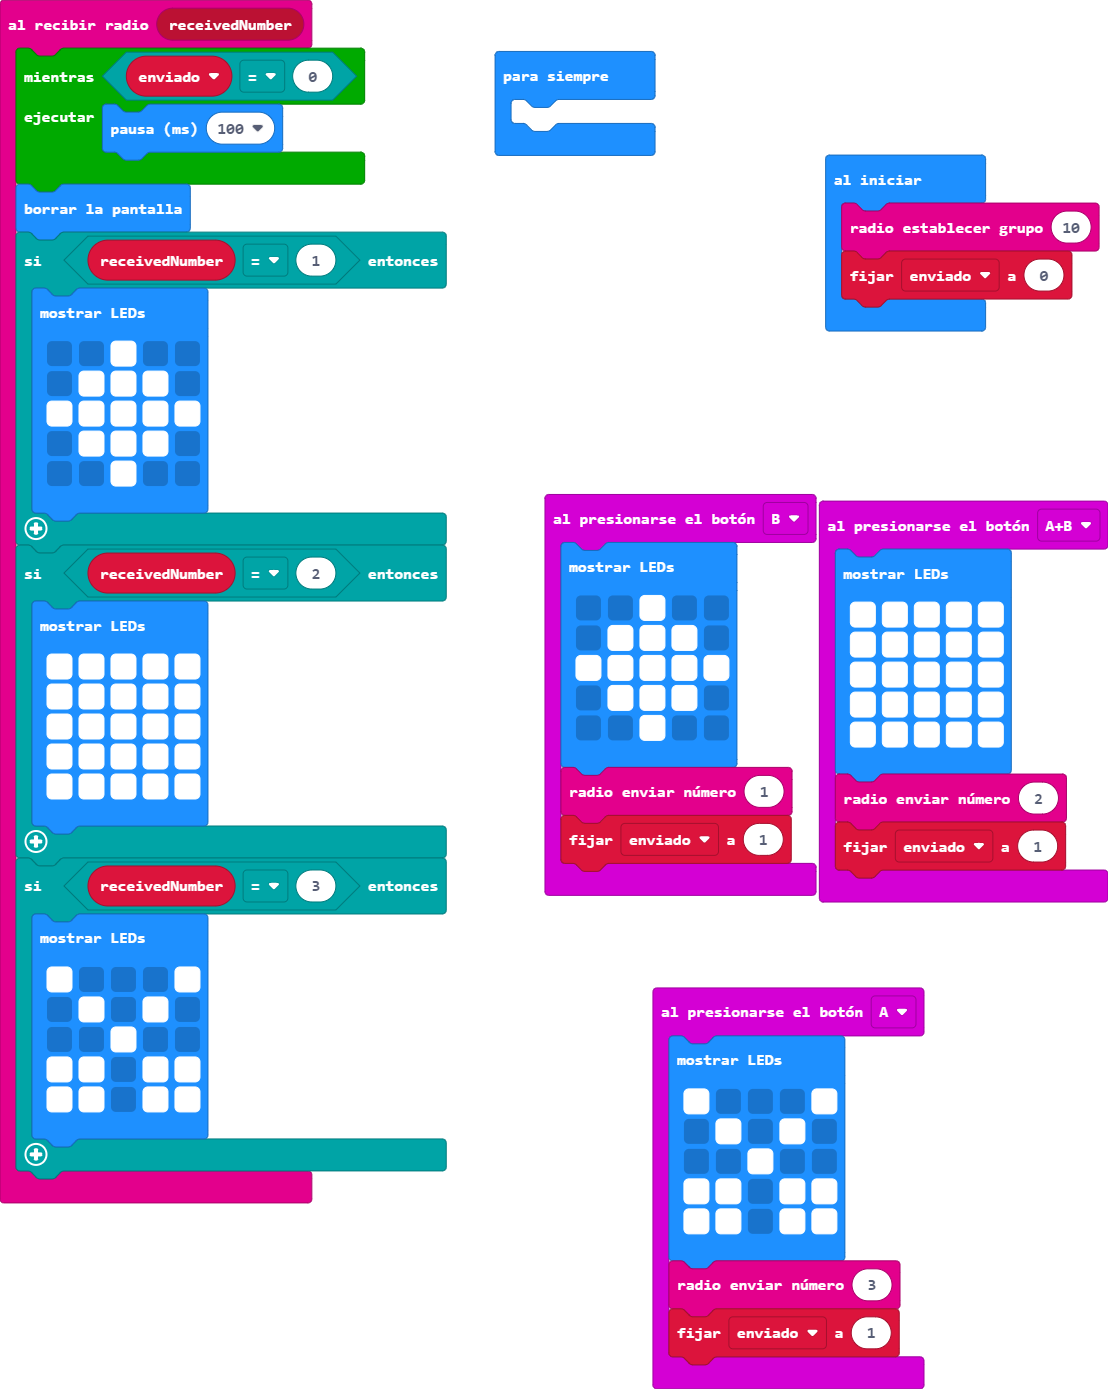 al recibir radio receivedNumber
mientras enviado = 0
ejecutar pausa (ms) 100
borrar la pantalla
si receivedNumber = 1 entonces
mostrar LEDs
si receivedNumber = 2 entonces
mostrar LEDs
si receivedNumber = 3 entonces
mostrar LEDs
para siempre
al iniciar
radio establecer grupo 10
fijar enviado a 0
al presionarse el botón B
mostrar LEDs
radio enviar número 1
fijar enviado a 1
al presionarse el botón A+B
mostrar LEDs
radio enviar número 2
fijar enviado a 1
al presionarse el botón A
mostrar LEDs
radio enviar número 3
fijar enviado a 1